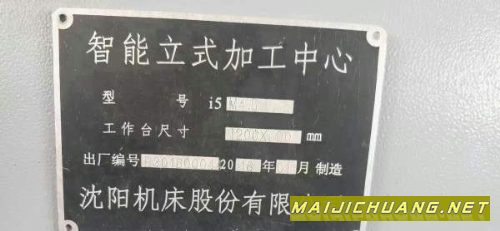 智能立式加工中心
型 号 i5
工作台尺寸 mm
出厂编号 20 年 月 制造
沈阳机床股份有限
MAIJICHUANG.NET